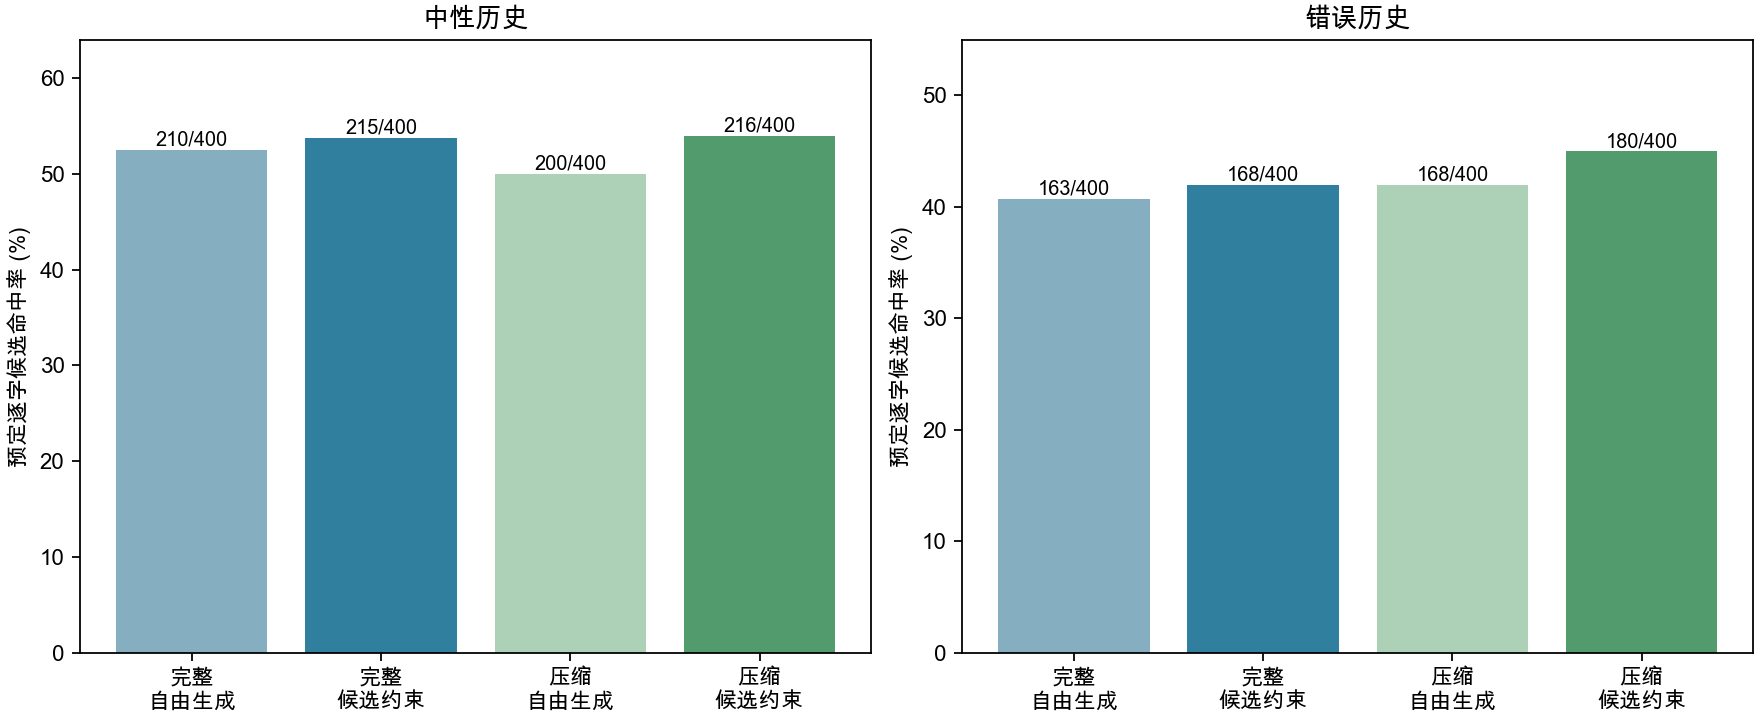 中性历史
预定逐字候选命中率 (%)
60
50
40
30
20
10
0
210/400
215/400
200/400
216/400
完整
自由生成
完整
候选约束
压缩
自由生成
压缩
候选约束
错误历史
预定逐字候选命中率 (%)
50
40
30
20
10
0
163/400
168/400
168/400
180/400
完整
自由生成
完整
候选约束
压缩
自由生成
压缩
候选约束